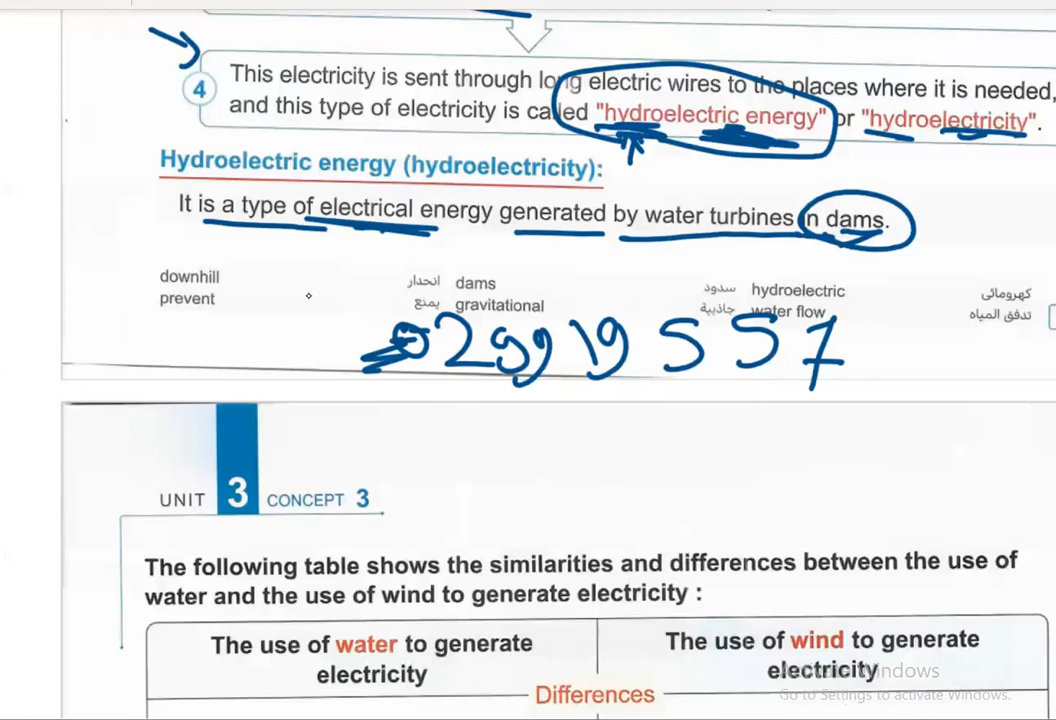 4 This electricity is sent through long electric wires to the places where it is needed,
and this type of electricity is called "hydroelectric energy" or "hydroelectricity".
Hydroelectric energy (hydroelectricity):
It is a type of electrical energy generated by water turbines in dams.
downhill انحدار dams سدود hydroelectric كهرومائى
prevent يمنع gravitational جاذبية water flow تدفق المياه
UNIT 3 CONCEPT 3
The following table shows the similarities and differences between the use of
water and the use of wind to generate electricity :
The use of water to generate electricity
The use of wind to generate electricity
Differences
Activate Windows
Go to Settings to activate Windows.